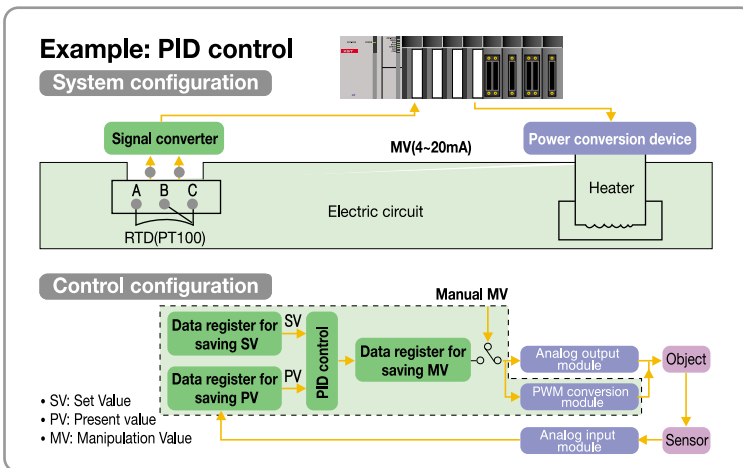 Example: PID control
System configuration
Signal converter
MV(4~20mA)
Power conversion device
A B C
RTD(PT100)
Electric circuit
Heater
Control configuration
Manual MV
Data register for
saving SV
SV
Data register for
saving PV
PV
PID control
Data register for
saving MV
Analog output
module
PWM conversion
module
Analog input
module
Object
Sensor
• SV: Set Value
• PV: Present value
• MV: Manipulation Value